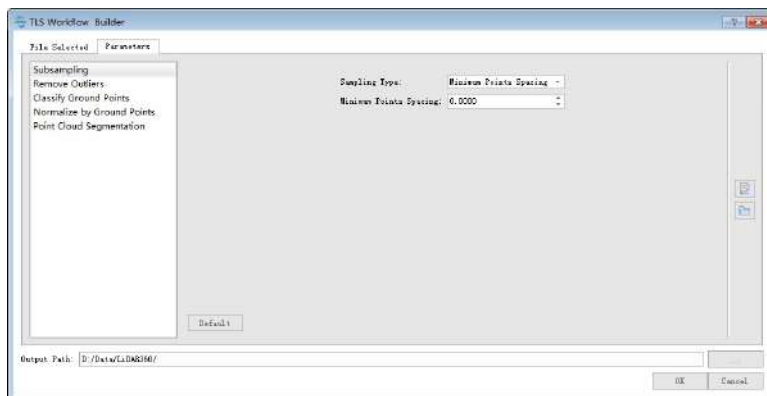 TLS Workflow Builder
File Selected Parameters
Subsampling
Remove Outliers
Classify Ground Points
Normalize by Ground Points
Point Cloud Segmentation
Sampling Type: Minimum Points Spacing
Minimum Points Spacing: 0.0000
Default
Output Path: D:/Data/LiDAR360/
...
OK Cancel